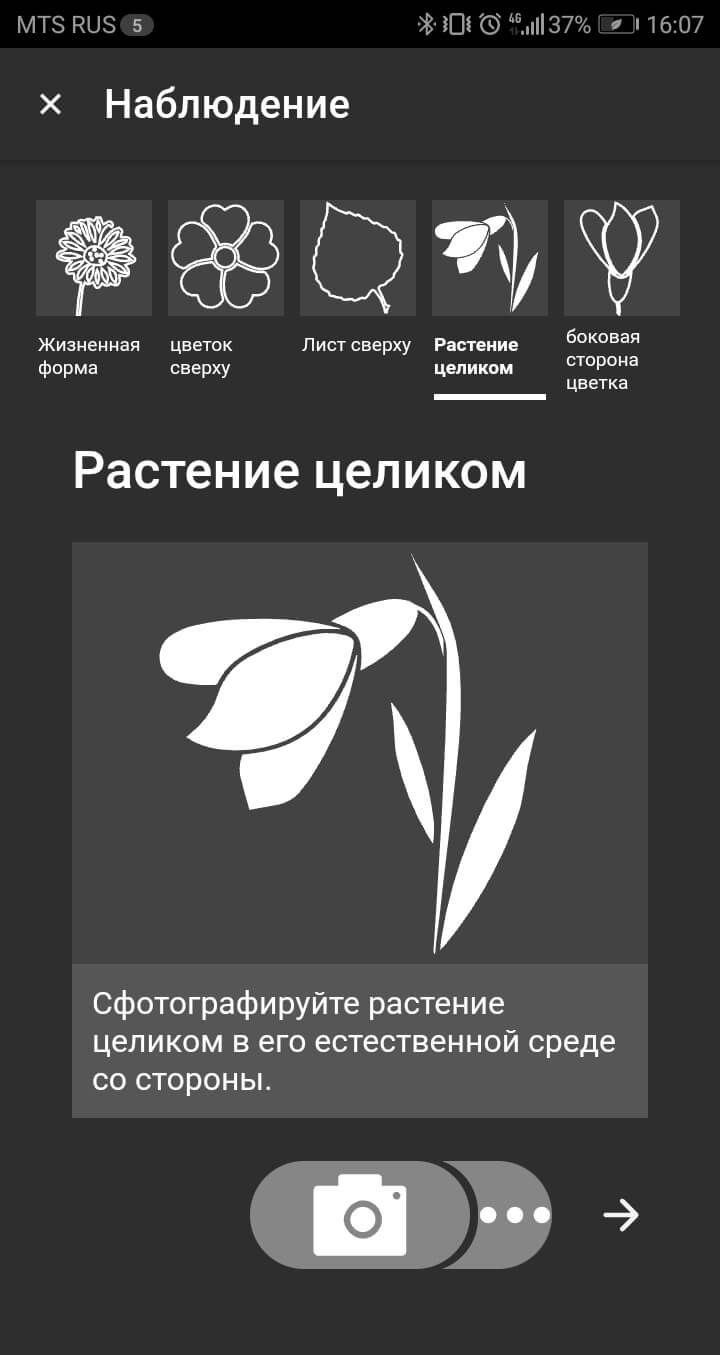 MTS RUS 5 4G 37% 16:07
Наблюдение
Жизненная
форма
цветок
сверху
Лист сверху
Растение
целиком
боковая
сторона
цветка
Растение целиком
Сфотографируйте растение
целиком в его естественной среде
со стороны.